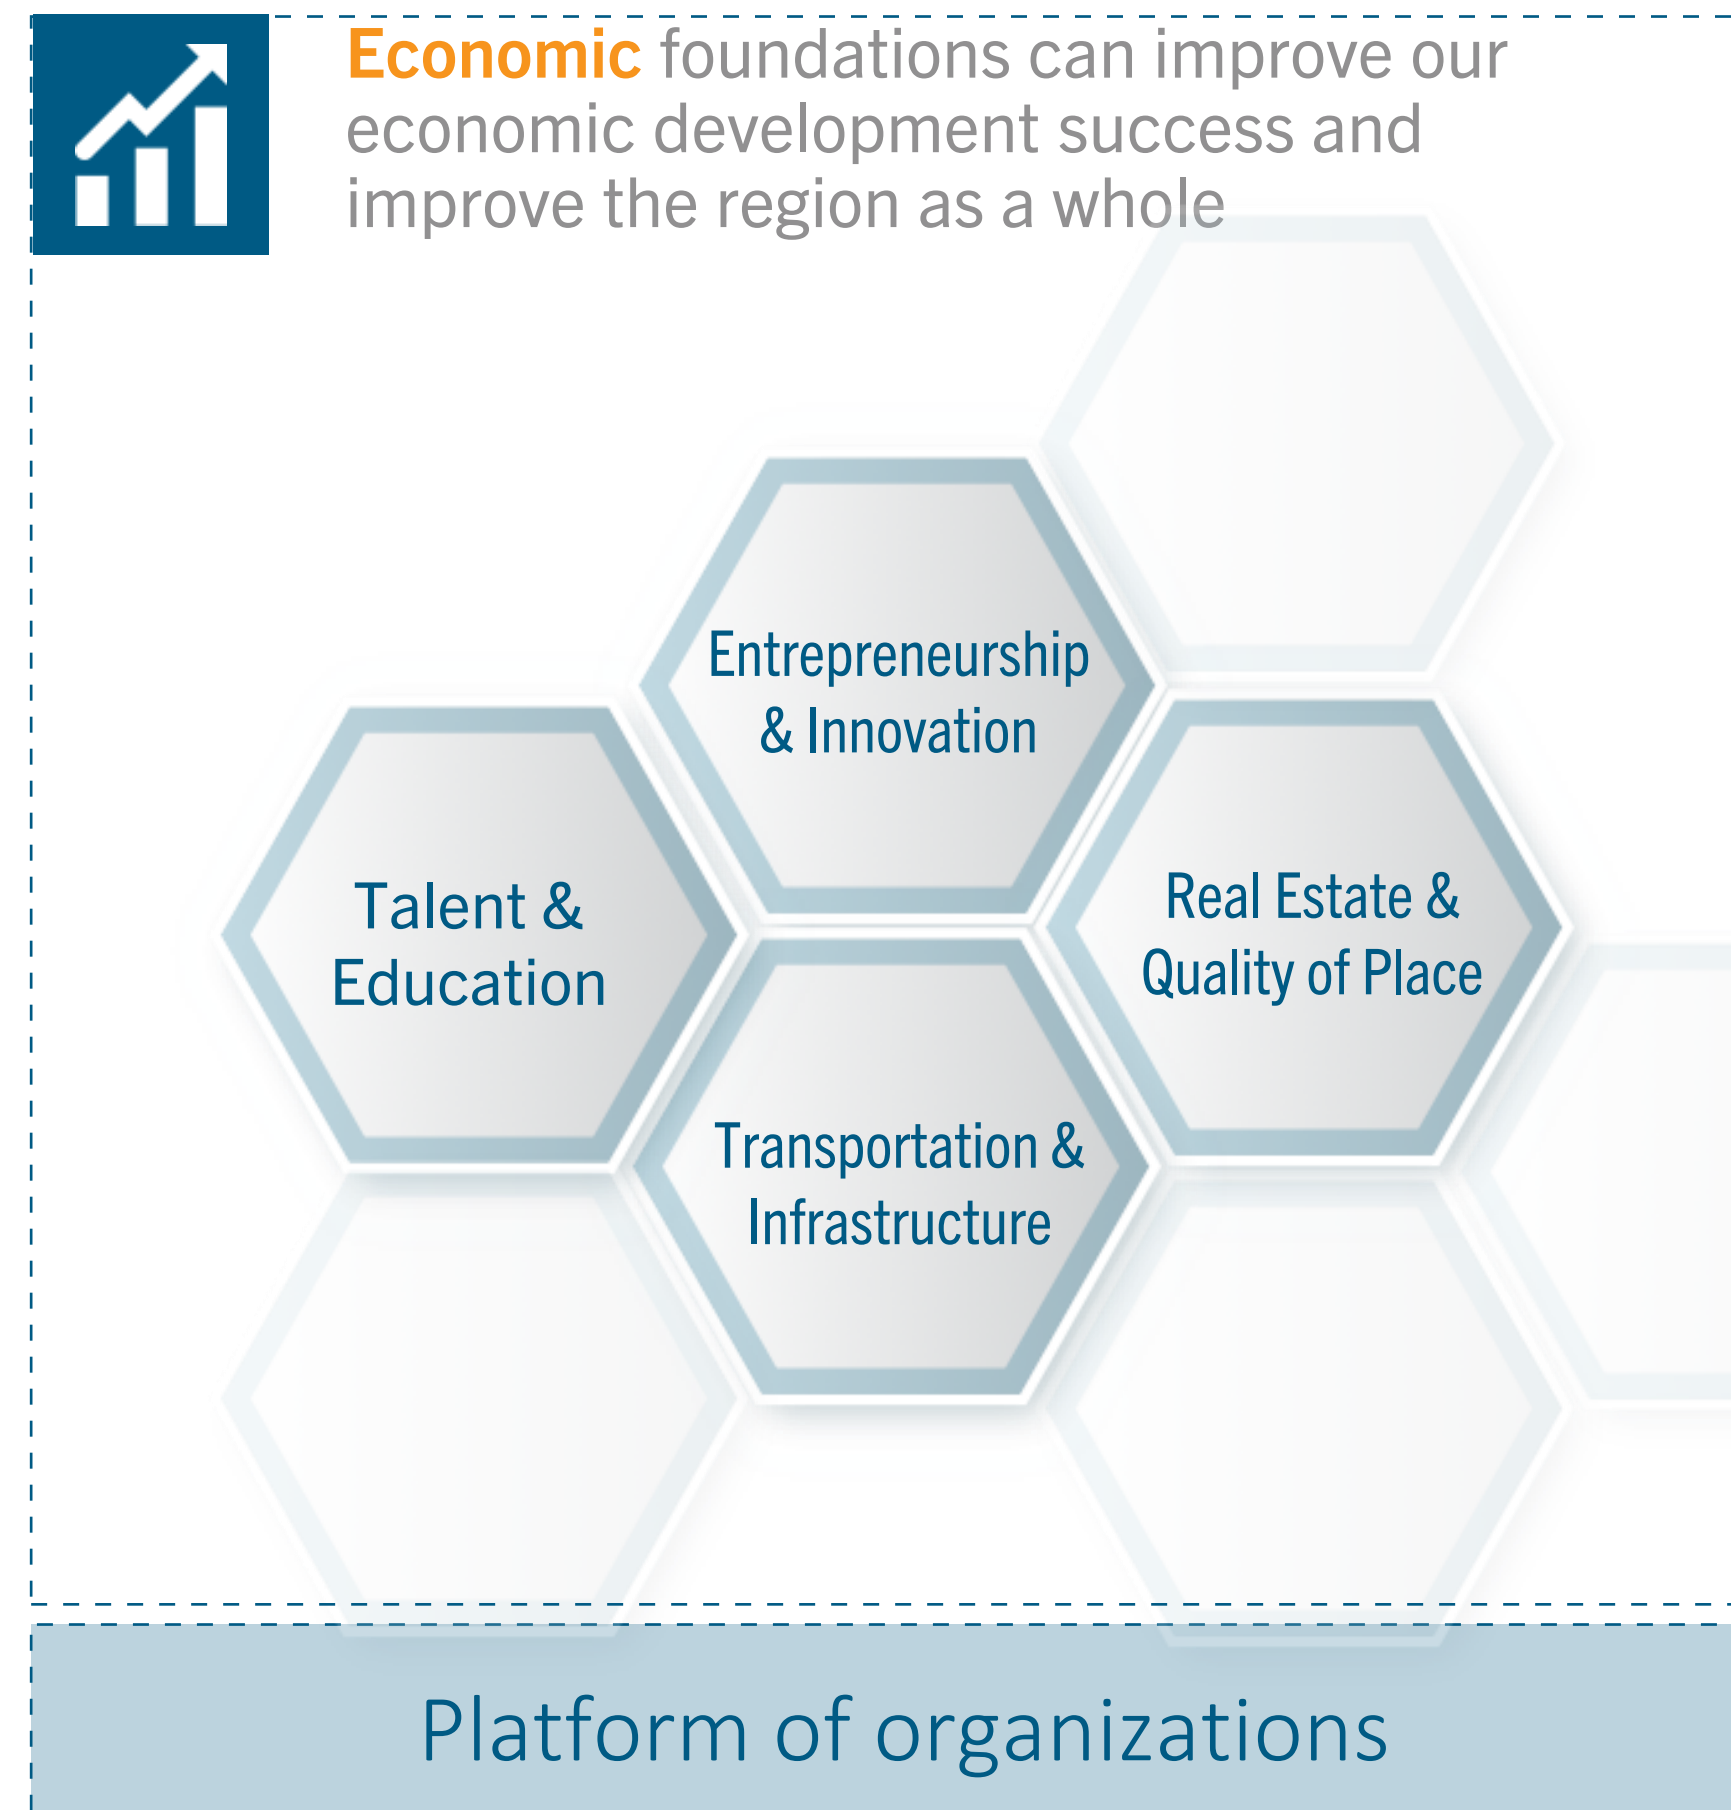 Economic foundations can improve our
economic development success and
improve the region as a whole
Entrepreneurship
& Innovation
Talent &
Education
Real Estate &
Quality of Place
Transportation &
Infrastructure
Platform of organizations